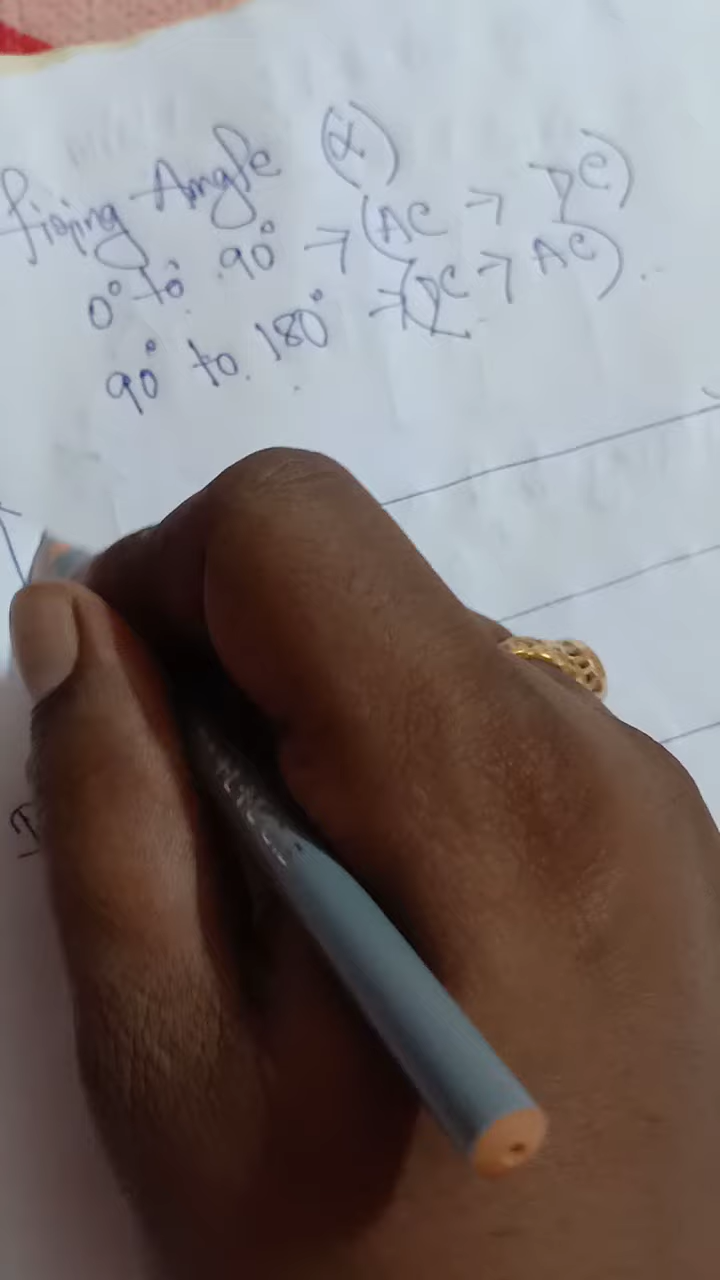 Firing Angle (α)
0° to 90° → (AC → DC)
90° to 180° → (DC → AC)